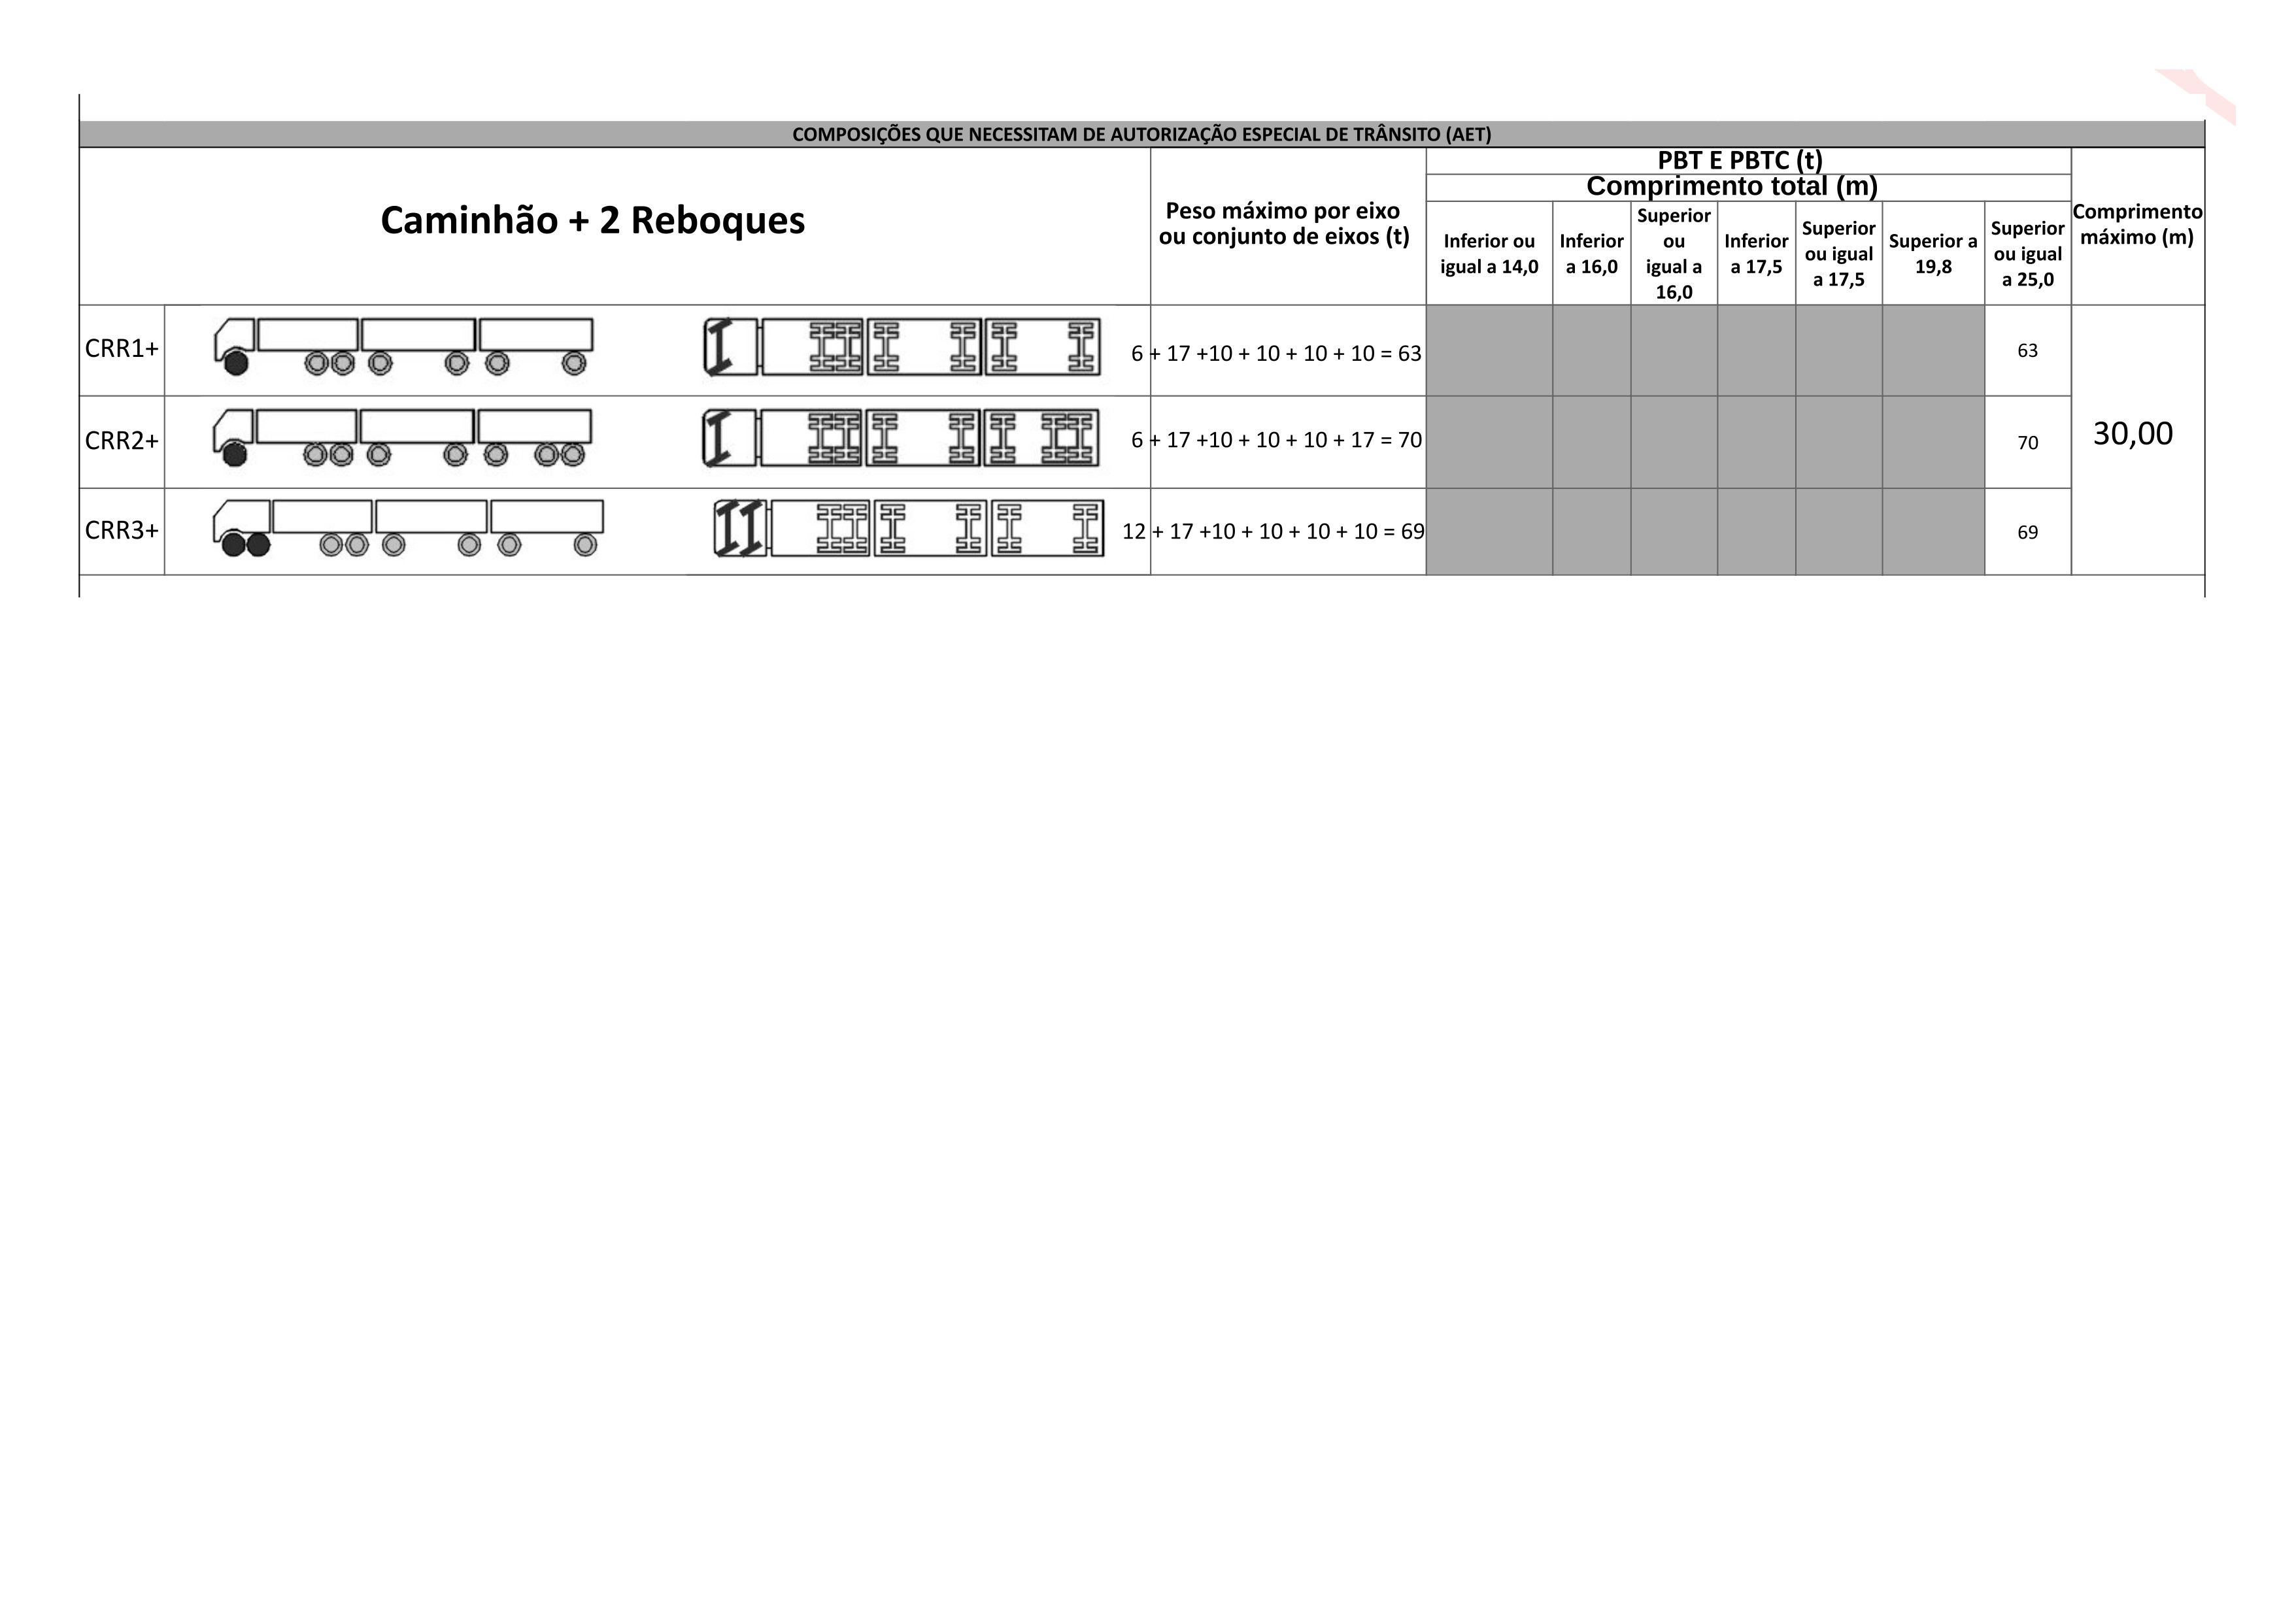 COMPOSIÇÕES QUE NECESSITAM DE AUTORIZAÇÃO ESPECIAL DE TRÂNSITO (AET)
Caminhão + 2 Reboques
Peso máximo por eixo
ou conjunto de eixos (t)
PBT E PBTC (t)
Comprimento total (m)
Inferior ou
igual a 14,0
Inferior
a 16,0
Superior
ou
igual a
16,0
Inferior
a 17,5
Superior
ou igual
a 17,5
Superior a
19,8
Superior
ou igual
a 25,0
Comprimento
máximo (m)
CRR1+
6 + 17 +10 + 10 + 10 + 10 = 63
63
CRR2+
6 + 17 +10 + 10 + 10 + 17 = 70
70
30,00
CRR3+
12 + 17 +10 + 10 + 10 + 10 = 69
69